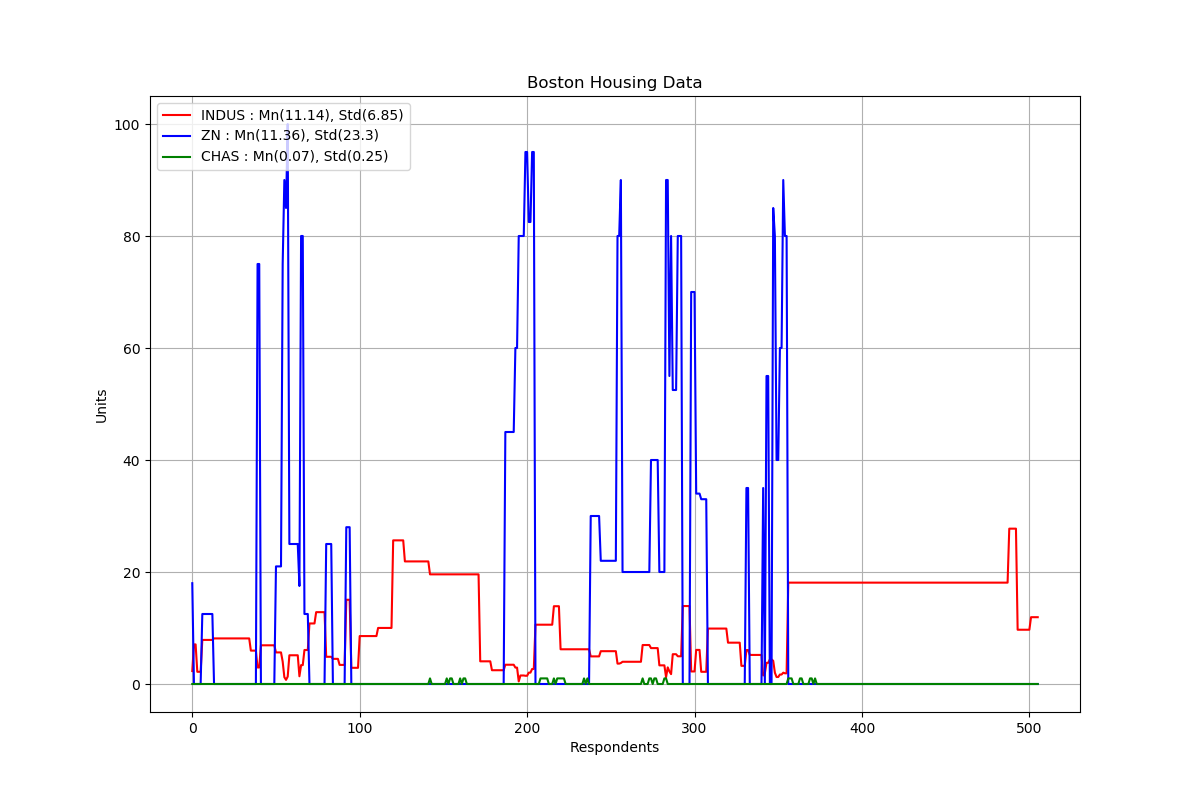 Boston Housing Data
INDUS : Mn(11.14), Std(6.85)
ZN : Mn(11.36), Std(23.3)
CHAS : Mn(0.07), Std(0.25)
100
80
60
40
20
0
Units
0 100 200 300 400 500
Respondents